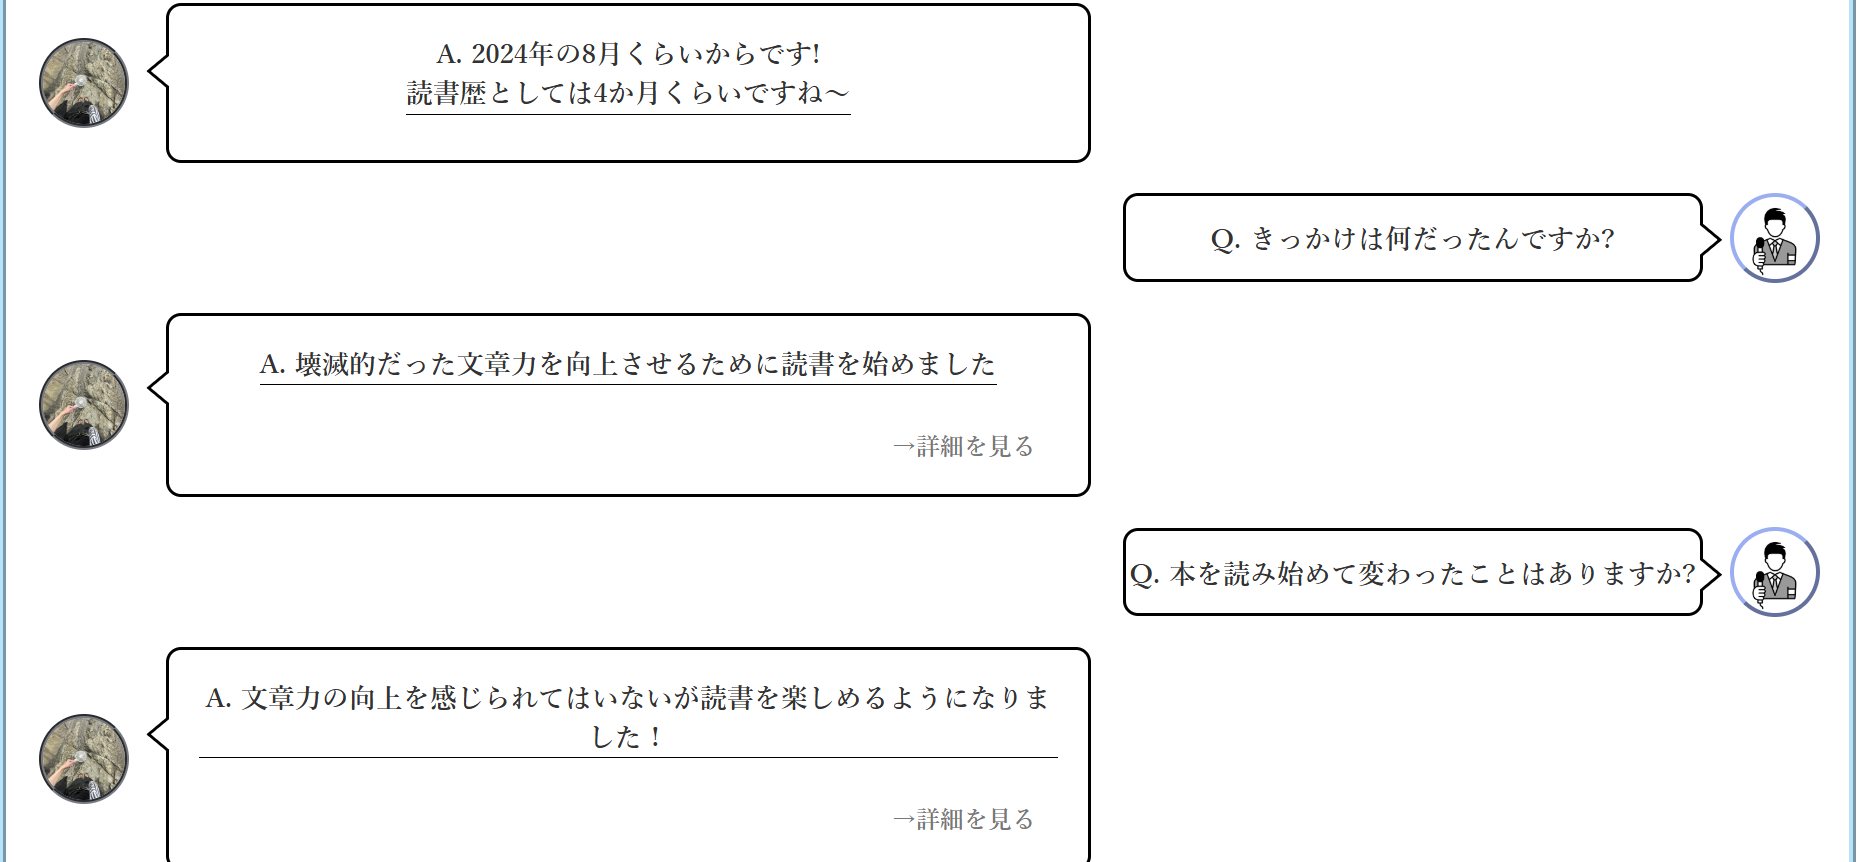 A. 2024年の8月くらいからです!
読書歴としては4か月くらいですね〜
Q. きっかけは何だったんですか?
A. 壊滅的だった文章力を向上させるために読書を始めました
→詳細を見る
Q. 本を読み始めて変わったことはありますか?
A. 文章力の向上を感じられてはいないが読書を楽しめるようになりま
した！
→詳細を見る